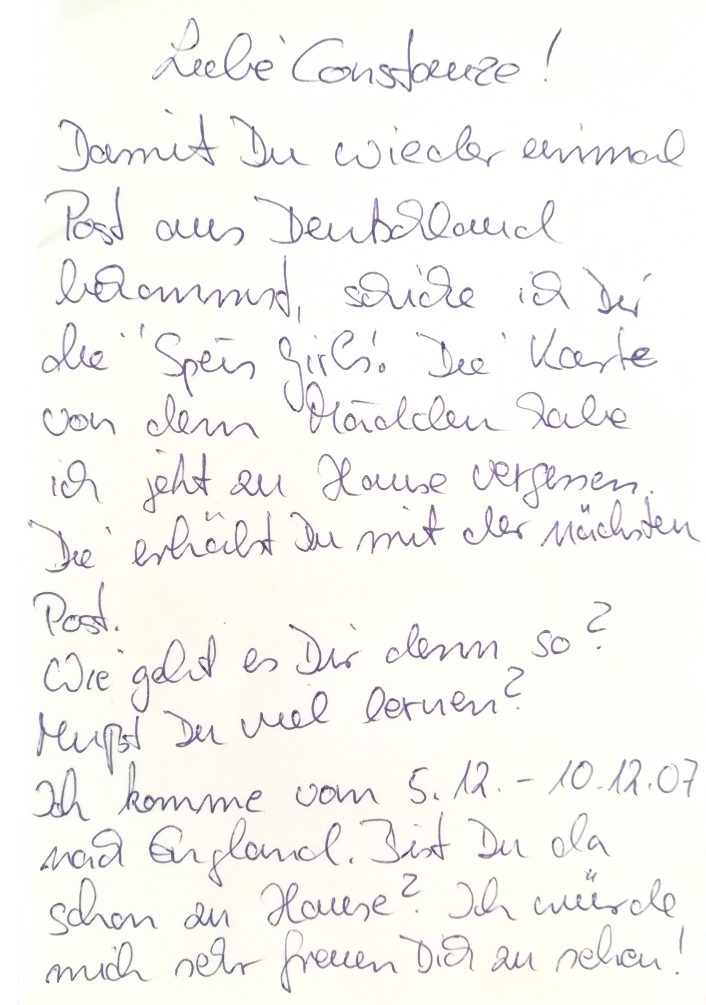 Liebe Constanze!
Damit Du wieder einmal
Post aus Deutschland
bekommst, schicke ich Dir
die "Speis Girls". Die Karte
von dem Mädchen habe
ich jetzt zu Hause vergessen.
Die erhälst Du mit der nächsten
Post.
Wie geht es Dir denn so?
Mußt Du viel lernen?
Ich komme vom 5.12. - 10.12.07
nach England. Bist Du da
schon zu Hause? Ich würde
mich sehr freuen Dich zu sehen!